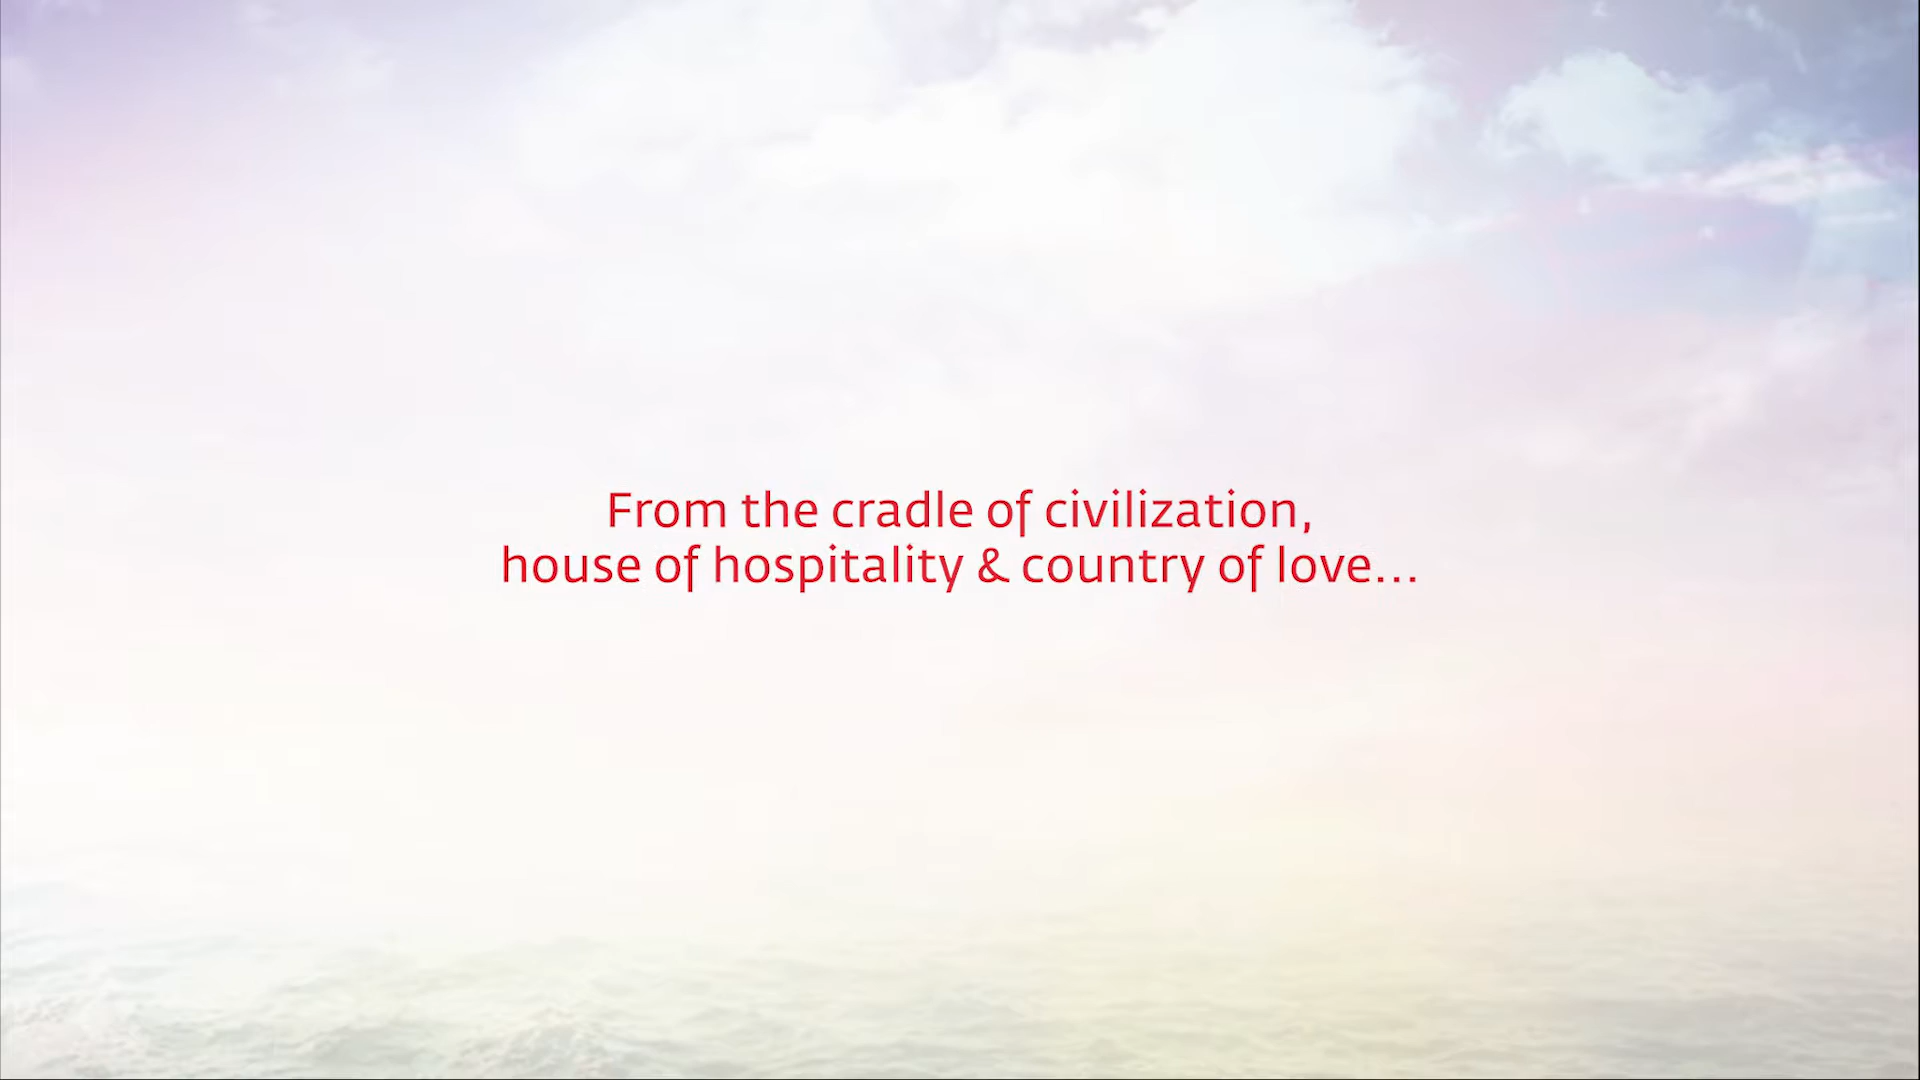 From the cradle of civilization,
house of hospitality & country of love...